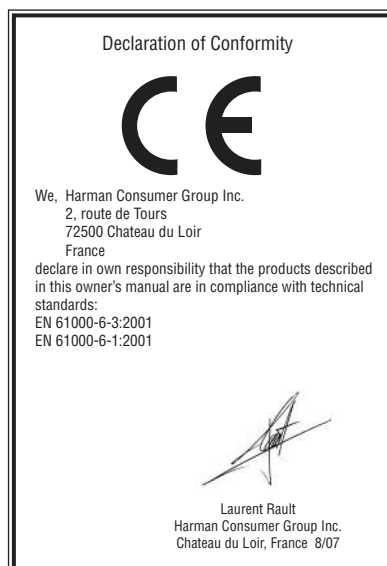 Declaration of Conformity
CE
We, Harman Consumer Group Inc.
2, route de Tours
72500 Chateau du Loir
France
declare in own responsibility that the products described
in this owner's manual are in compliance with technical
standards:
EN 61000-6-3:2001
EN 61000-6-1:2001
Laurent Rault
Harman Consumer Group Inc.
Chateau du Loir, France 8/07